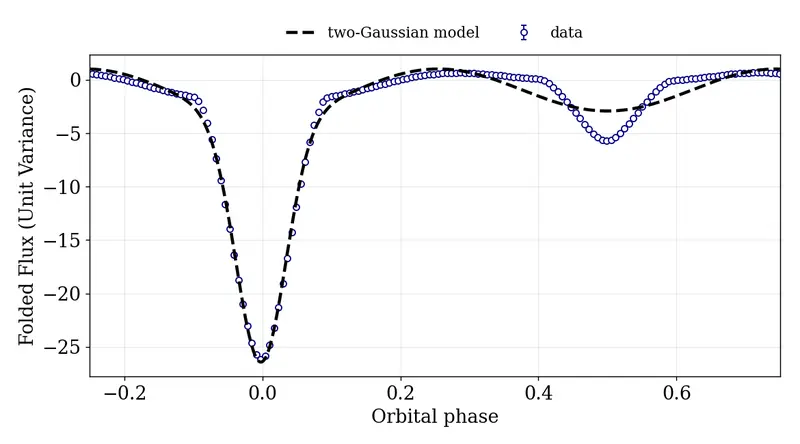 two-Gaussian model
data
Folded Flux (Unit Variance)
0
−5
−10
−15
−20
−25
−0.2
0.0
0.2
0.4
0.6
Orbital phase